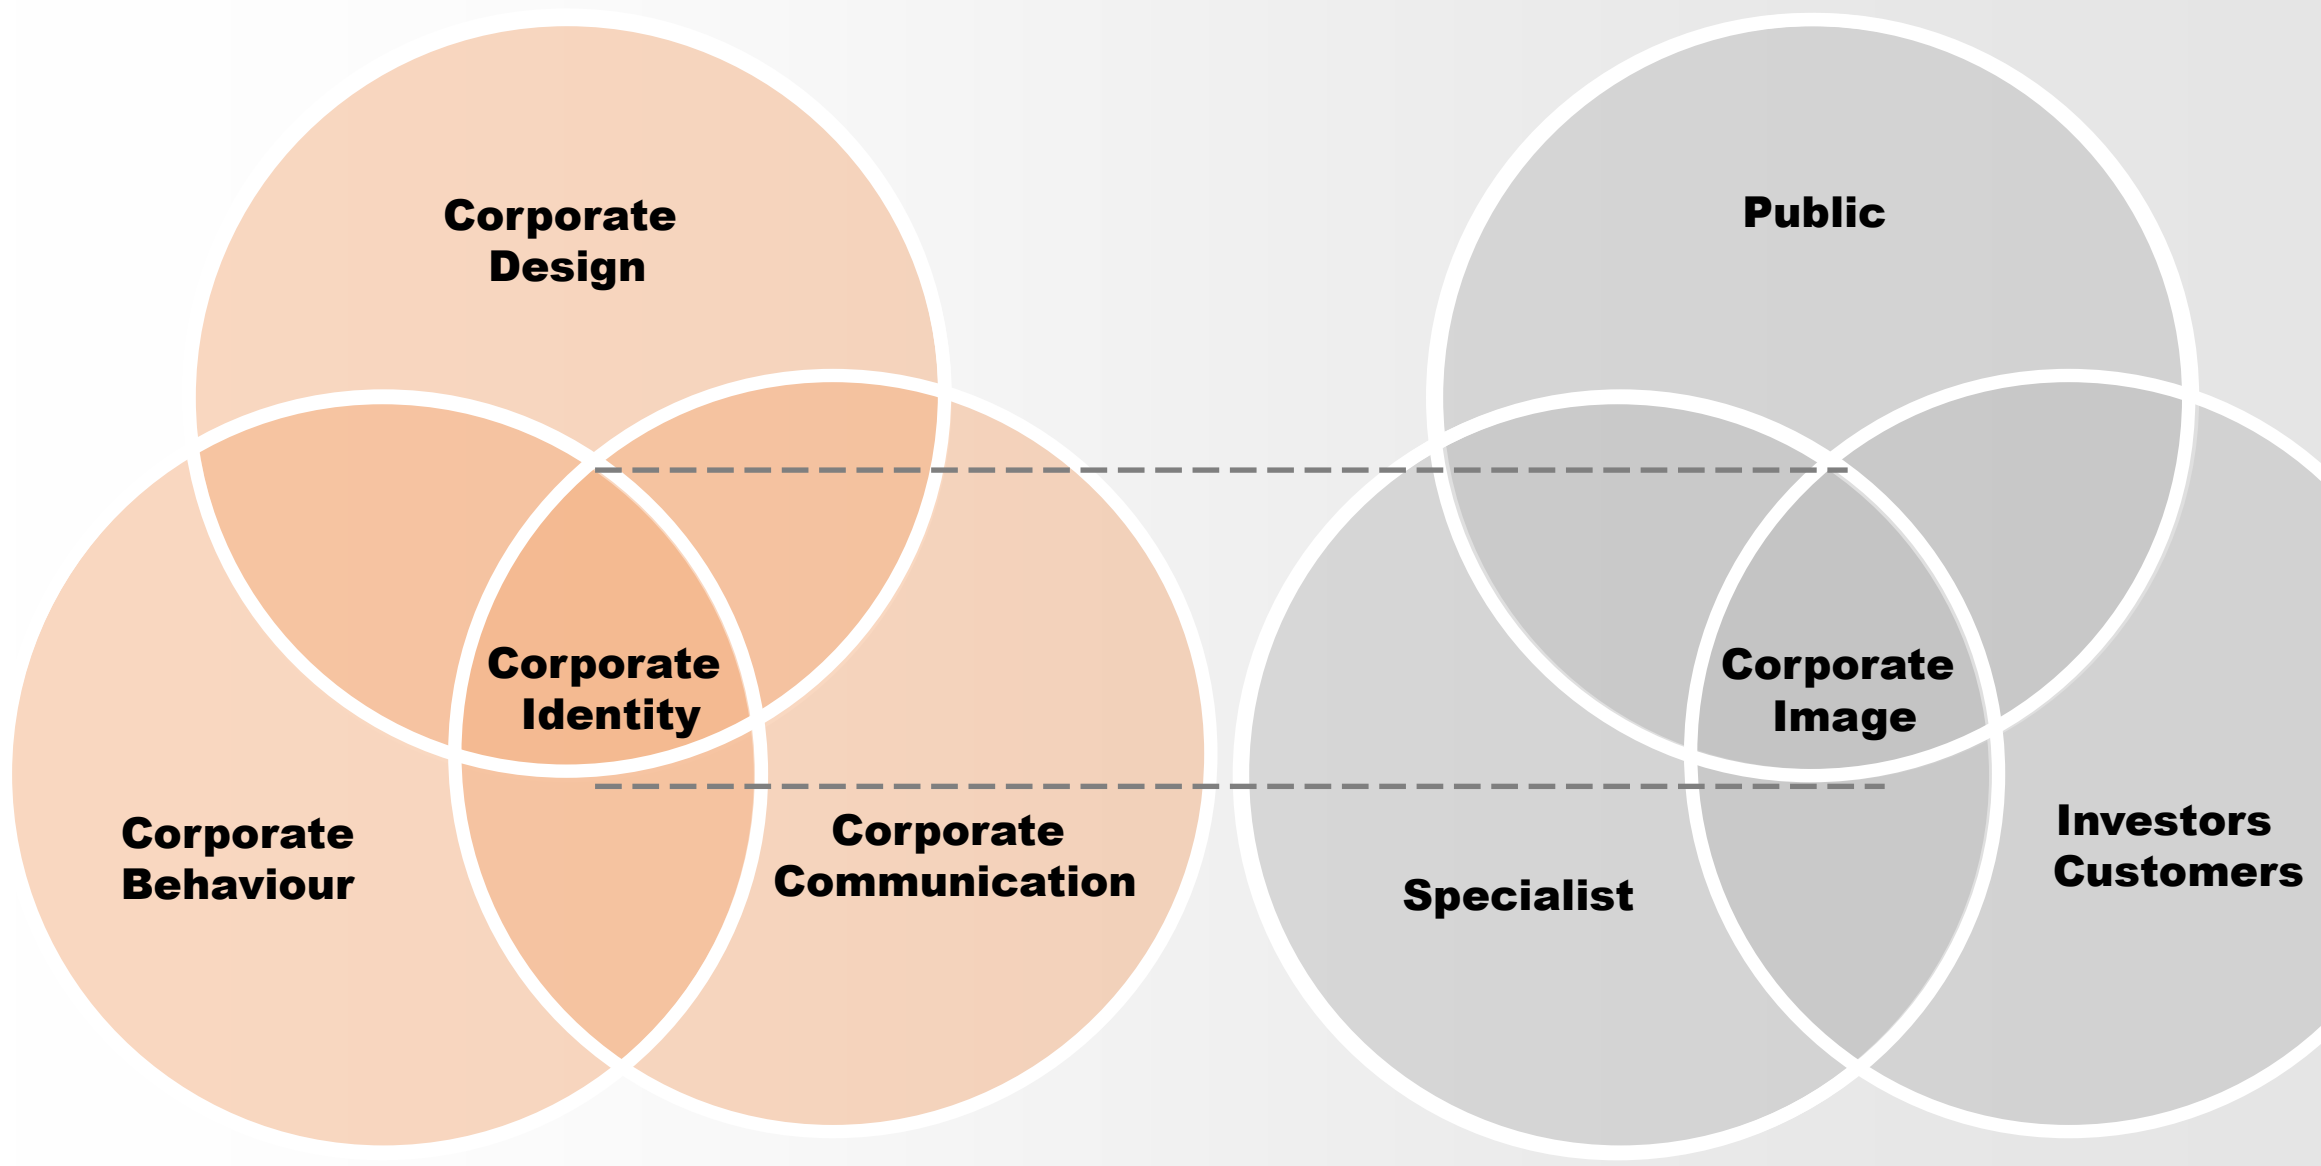 Corporate
Design
Public
Corporate
Identity
Corporate
Image
Corporate
Behaviour
Corporate
Communication
Specialist
Investors
Customers